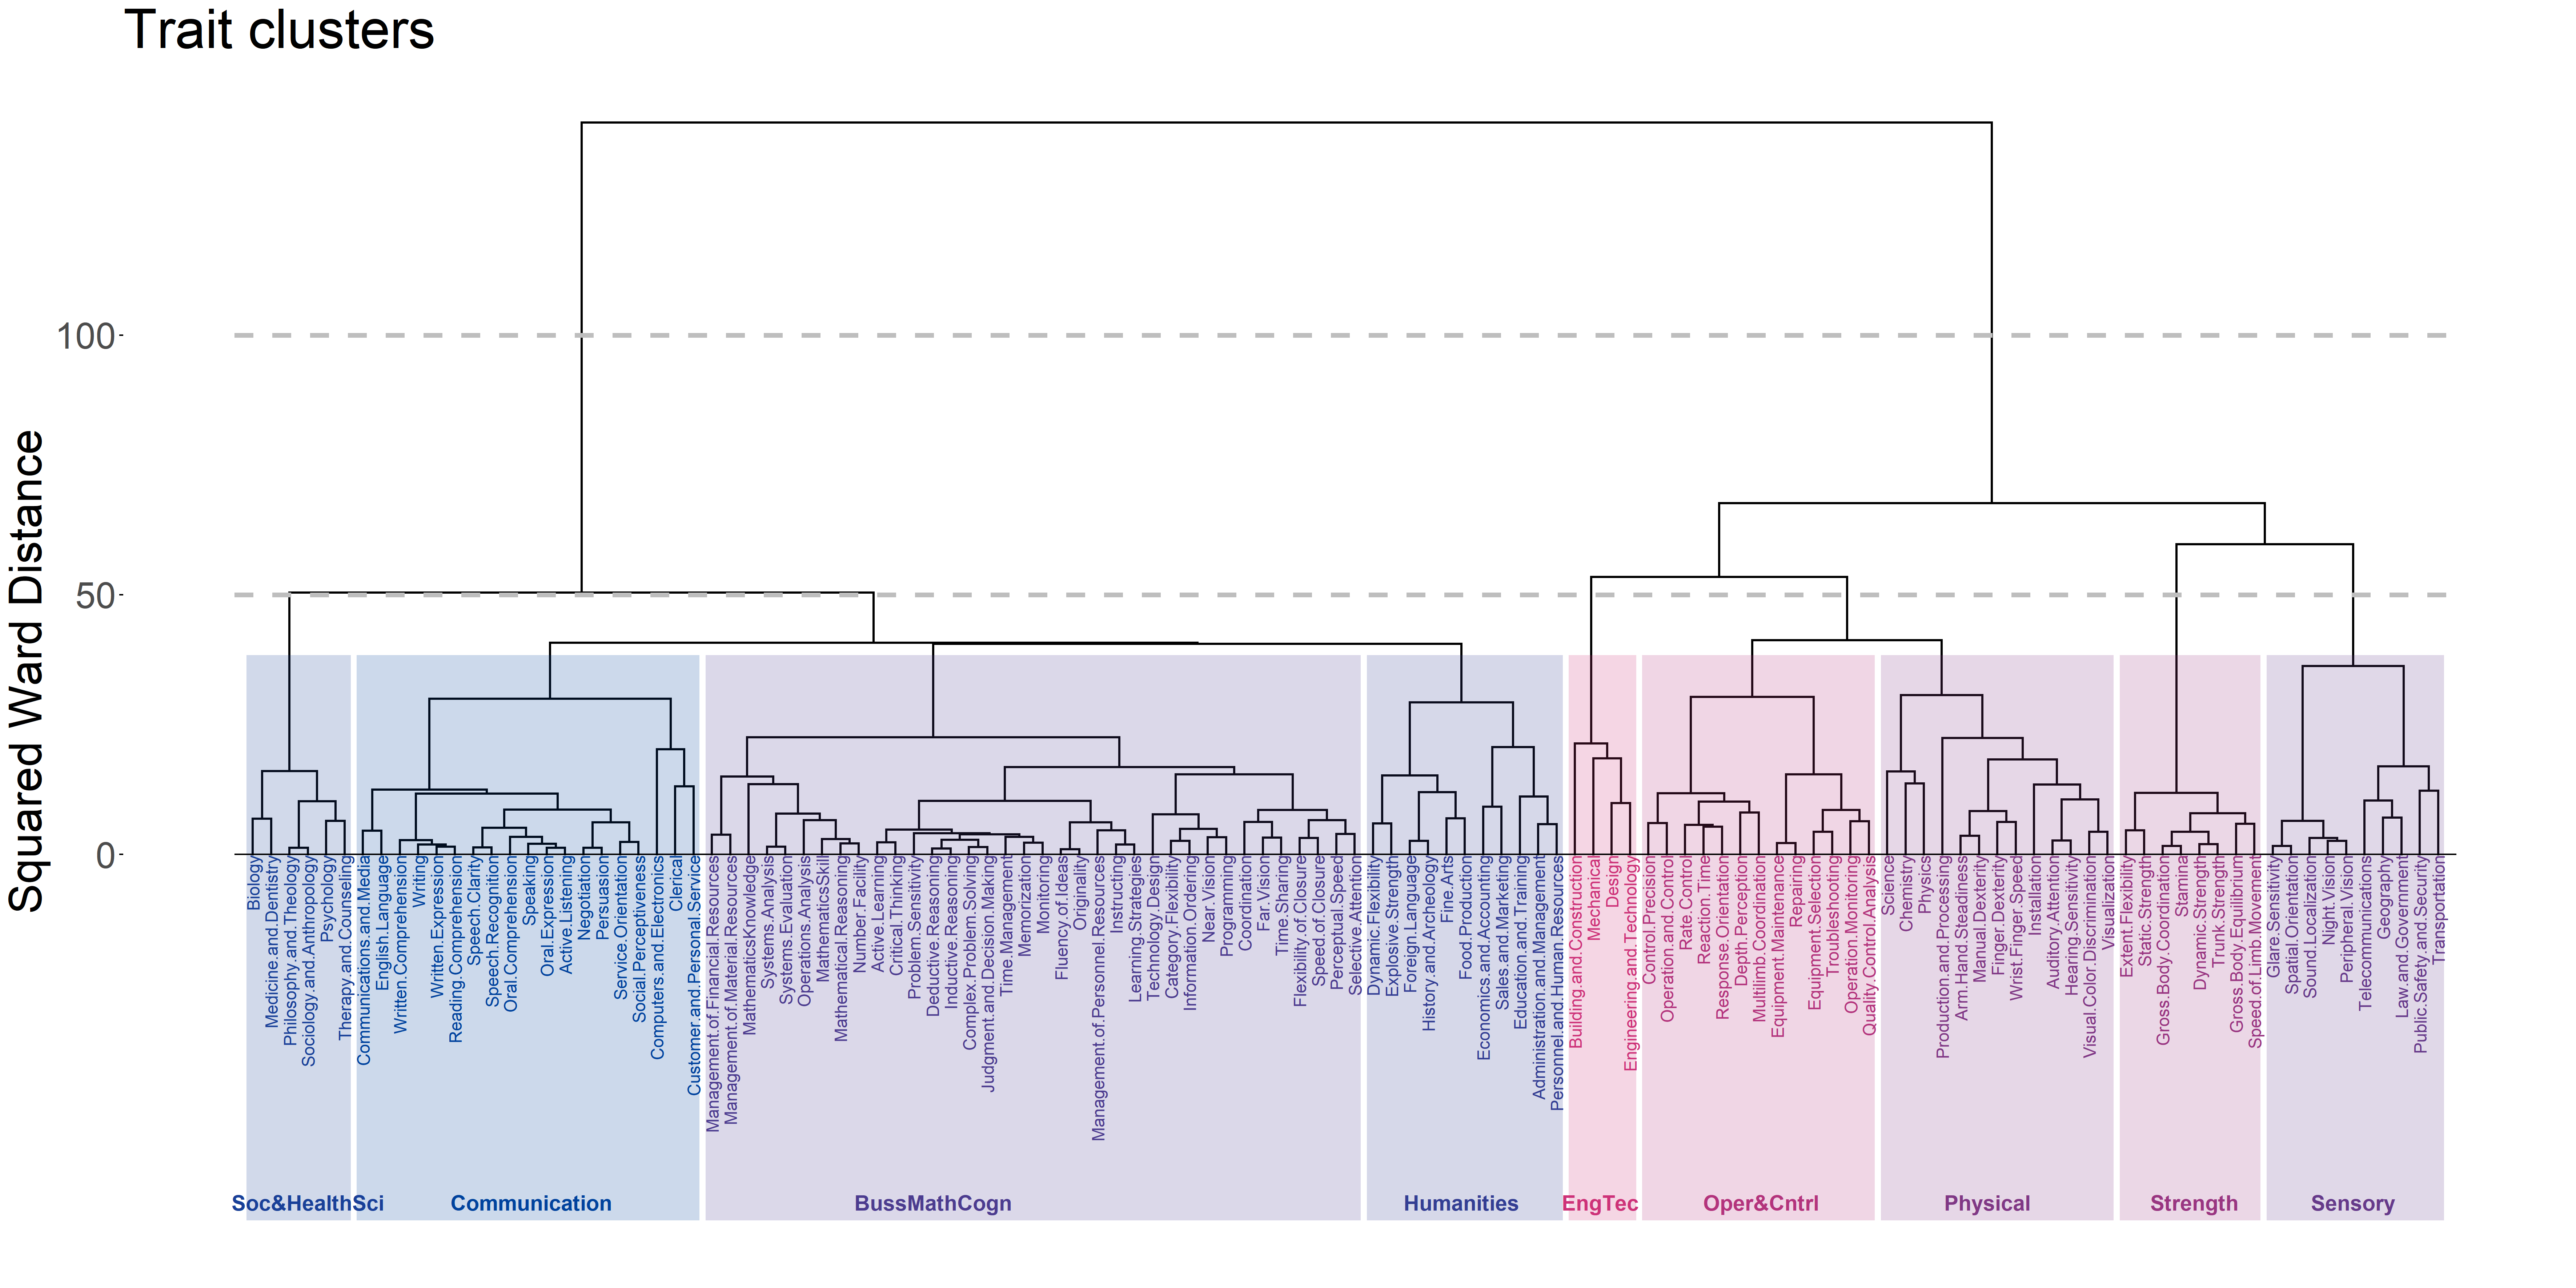 Trait clusters
Squared Ward Distance
100
50
0
Biology
Medicine.and.Dentistry
Philosophy.and.Theology
Sociology.and.Anthropology
Psychology
Therapy.and.Counseling
Communications.and.Media
English.Language
Written.Comprehension
Writing
Written.Expression
Reading.Comprehension
Speech.Clarity
Speech.Recognition
Oral.Comprehension
Speaking
Oral.Expression
Active.Listening
Negotiation
Persuasion
Service.Orientation
Social.Perceptiveness
Computers.and.Electronics
Clerical
Customer.and.Personal.Service
Management.of.Financial.Resources
Management.of.Material.Resources
MathematicsKnowledge
Systems.Analysis
Systems.Evaluation
Operations.Analysis
MathematicsSkill
Mathematical.Reasoning
Number.Facility
Active.Learning
Critical.Thinking
Problem.Sensitivity
Deductive.Reasoning
Inductive.Reasoning
Complex.Problem.Solving
Judgment.and.Decision.Making
Time.Management
Memorization
Monitoring
Fluency.of.Ideas
Originality
Management.of.Personnel.Resources
Instructing
Learning.Strategies
Technology.Design
Category.Flexibility
Information.Ordering
Near.Vision
Programming
Coordination
Far.Vision
Time.Sharing
Flexibility.of.Closure
Speed.of.Closure
Perceptual.Speed
Selective.Attention
Dynamic.Flexibility
Explosive.Strength
Foreign.Language
History.and.Archeology
Fine.Arts
Food.Production
Economics.and.Accounting
Sales.and.Marketing
Education.and.Training
Administration.and.Management
Personnel.and.Human.Resources
Building.and.Construction
Mechanical
Design
Engineering.and.Technology
Control.Precision
Operation.and.Control
Rate.Control
Reaction.Time
Response.Orientation
Depth.Perception
Multilimb.Coordination
Equipment.Maintenance
Repairing
Equipment.Selection
Troubleshooting
Operation.Monitoring
Quality.Control.Analysis
Science
Chemistry
Physics
Production.and.Processing
Arm.Hand.Steadiness
Manual.Dexterity
Finger.Dexterity
Wrist.Finger.Speed
Installation
Auditory.Attention
Hearing.Sensitivity
Visual.Color.Discrimination
Visualization
Extent.Flexibility
Static.Strength
Gross.Body.Coordination
Stamina
Dynamic.Strength
Trunk.Strength
Gross.Body.Equilibrium
Speed.of.Limb.Movement
Glare.Sensitivity
Spatial.Orientation
Sound.Localization
Night.Vision
Peripheral.Vision
Telecommunications
Geography
Law.and.Government
Public.Safety.and.Security
Transportation
Soc&HealthSci
Communication
BussMathCogn
Humanities
EngTec
Oper&Cntrl
Physical
Strength
Sensory